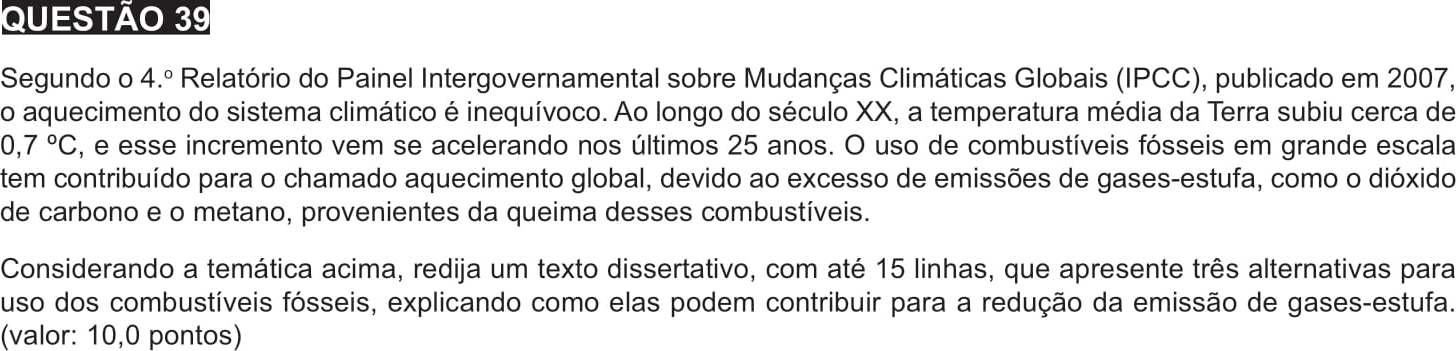 QUESTÃO 39
Segundo o 4.º Relatório do Painel Intergovernamental sobre Mudanças Climáticas Globais (IPCC), publicado em 2007,
o aquecimento do sistema climático é inequívoco. Ao longo do século XX, a temperatura média da Terra subiu cerca de
0,7 ºC, e esse incremento vem se acelerando nos últimos 25 anos. O uso de combustíveis fósseis em grande escala
tem contribuído para o chamado aquecimento global, devido ao excesso de emissões de gases-estufa, como o dióxido
de carbono e o metano, provenientes da queima desses combustíveis.
Considerando a temática acima, redija um texto dissertativo, com até 15 linhas, que apresente três alternativas para
uso dos combustíveis fósseis, explicando como elas podem contribuir para a redução da emissão de gases-estufa.
(valor: 10,0 pontos)